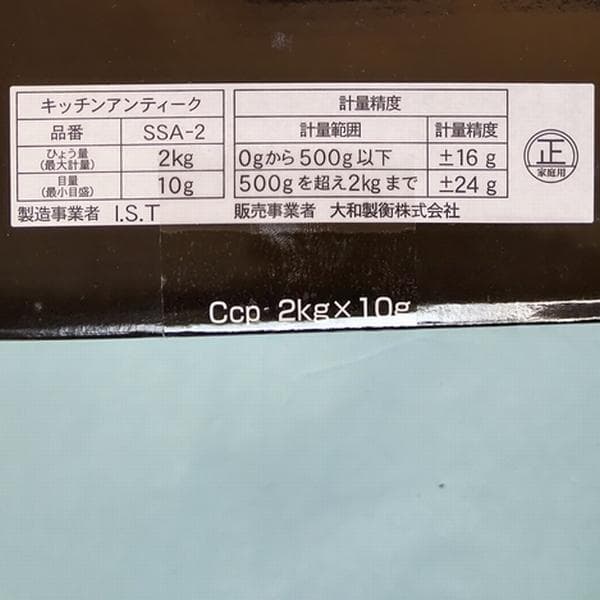 キッチンアンティーク
品番 SSA-2
ひょう量
(最大計量) 2kg
目量
(最小目盛) 10g
製造事業者 I.S.T
計量精度
計量範囲 計量精度
0gから500g以下 ±16g
500gを超え2kgまで ±24g
販売事業者 大和製衡株式会社
正
家庭用
Ccp 2kg×10g